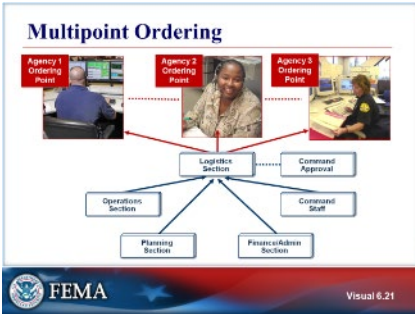 Multipoint Ordering
Agency 1
Ordering
Point
Agency 2
Ordering
Point
Agency 3
Ordering
Point
Logistics
Section
Command
Approval
Operations
Section
Command
Staff
Planning
Section
Finance/Admin
Section
FEMA
Visual 6.21